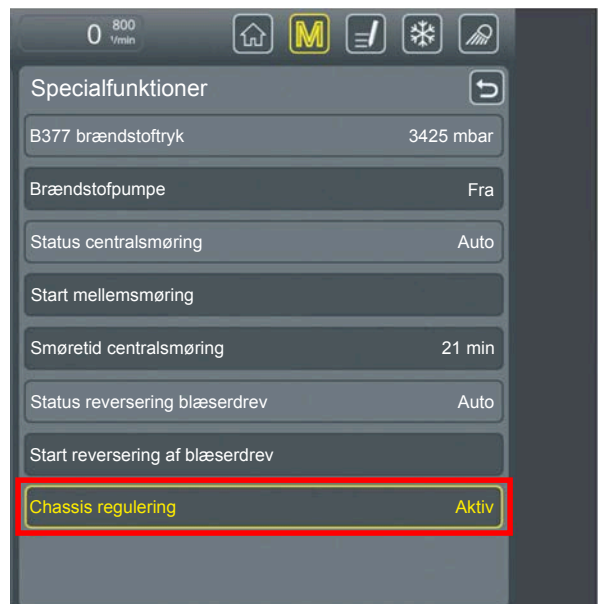 0 800 1/min M
Specialfunktioner
B377 brændstoftryk 3425 mbar
Brændstofpumpe Fra
Status centralsmøring Auto
Start mellemsmøring
Smøretid centralsmøring 21 min
Status reversering blæserdrev Auto
Start reversering af blæserdrev
Chassis regulering Aktiv